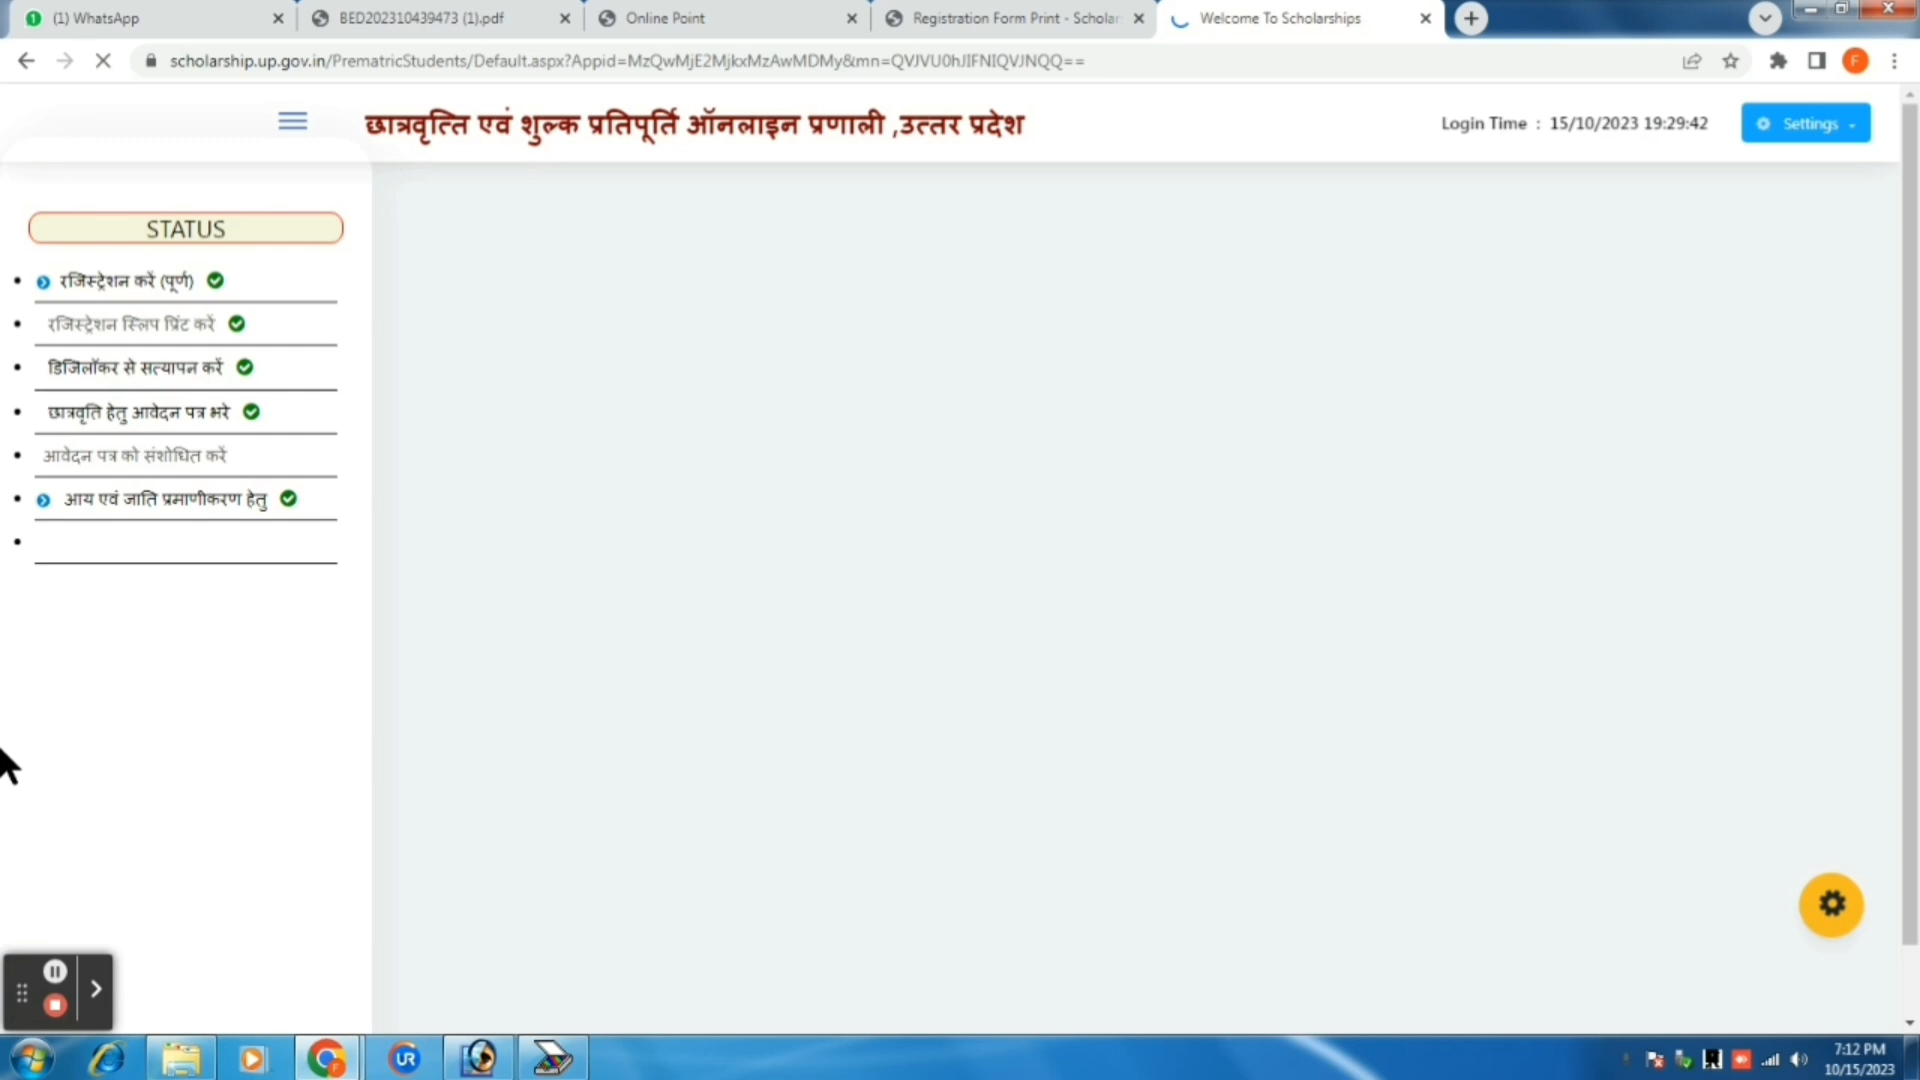 (1) WhatsApp
BED202310439473 (1).pdf
Online Point
Registration Form Print - Scholar
Welcome To Scholarships
scholarship.up.gov.in/PrematricStudents/Default.aspx?Appid=MzQwMjE2MjkxMzAwMDMy&mn=QVJVU0hJIFNIQVJNQQ==
F
छात्रवृत्ति एवं शुल्क प्रतिपूर्ति ऑनलाइन प्रणाली ,उत्तर प्रदेश
Login Time : 15/10/2023 19:29:42
Settings
STATUS
रजिस्ट्रेशन करें (पूर्ण)
रजिस्ट्रेशन स्लिप प्रिंट करें
डिजिलॉकर से सत्यापन करें
छात्रवृति हेतु आवेदन पत्र भरे
आवेदन पत्र को संशोधित करें
आय एवं जाति प्रमाणीकरण हेतु
UR
7:12 PM
10/15/2023